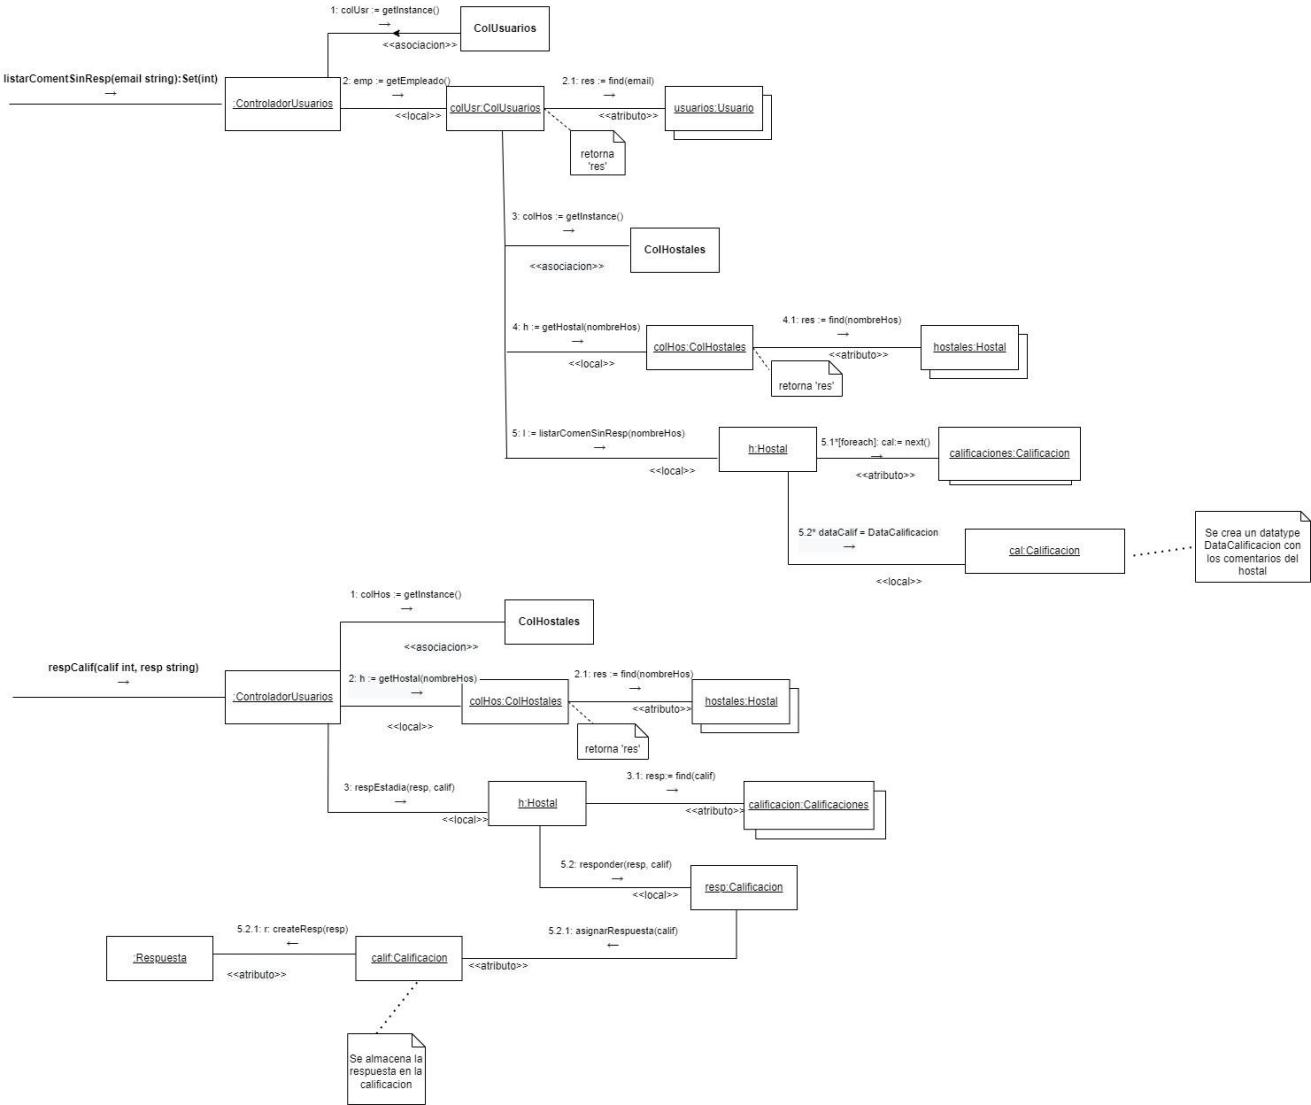 1: colUsr := getInstance()
→
ColUsuarios
<<asociacion>>
listarComentSinResp(email string):Set(int)
→
:ControladorUsuarios
2: emp := getEmpleado()
→
<<local>>
colUsr:ColUsuarios
2.1: res := find(email)
→
<<atributo>>
usuarios:Usuario
retorna
'res'
3: colHos := getInstance()
→
<<asociacion>>
ColHostales
4: h := getHostal(nombreHos)
→
<<local>>
colHos:ColHostales
4.1: res := find(nombreHos)
→
<<atributo>>
hostales:Hostal
retorna 'res'
5: l := listarComenSinResp(nombreHos)
→
<<local>>
h:Hostal
5.1*[foreach]: cal:= next()
→
<<atributo>>
calificaciones:Calificacion
5.2* dataCalif = DataCalificacion
→
<<local>>
cal:Calificacion
Se crea un datatype
DataCalificacion con
los comentarios del
hostal
1: colHos := getInstance()
→
<<asociacion>>
ColHostales
respCalif(calif int, resp string)
→
:ControladorUsuarios
2: h := getHostal(nombreHos)
→
<<local>>
colHos:ColHostales
2.1: res := find(nombreHos)
→
<<atributo>>
hostales:Hostal
retorna 'res'
3: respEstadia(resp, calif)
→
<<local>>
h:Hostal
3.1: resp:= find(calif)
→
<<atributo>>
calificacion:Calificaciones
5.2: responder(resp, calif)
→
<<local>>
resp:Calificacion
5.2.1: asignarRespuesta(calif)
←
<<atributo>>
calif:Calificacion
5.2.1: r: createResp(resp)
←
<<atributo>>
:Respuesta
Se almacena la
respuesta en la
calificacion